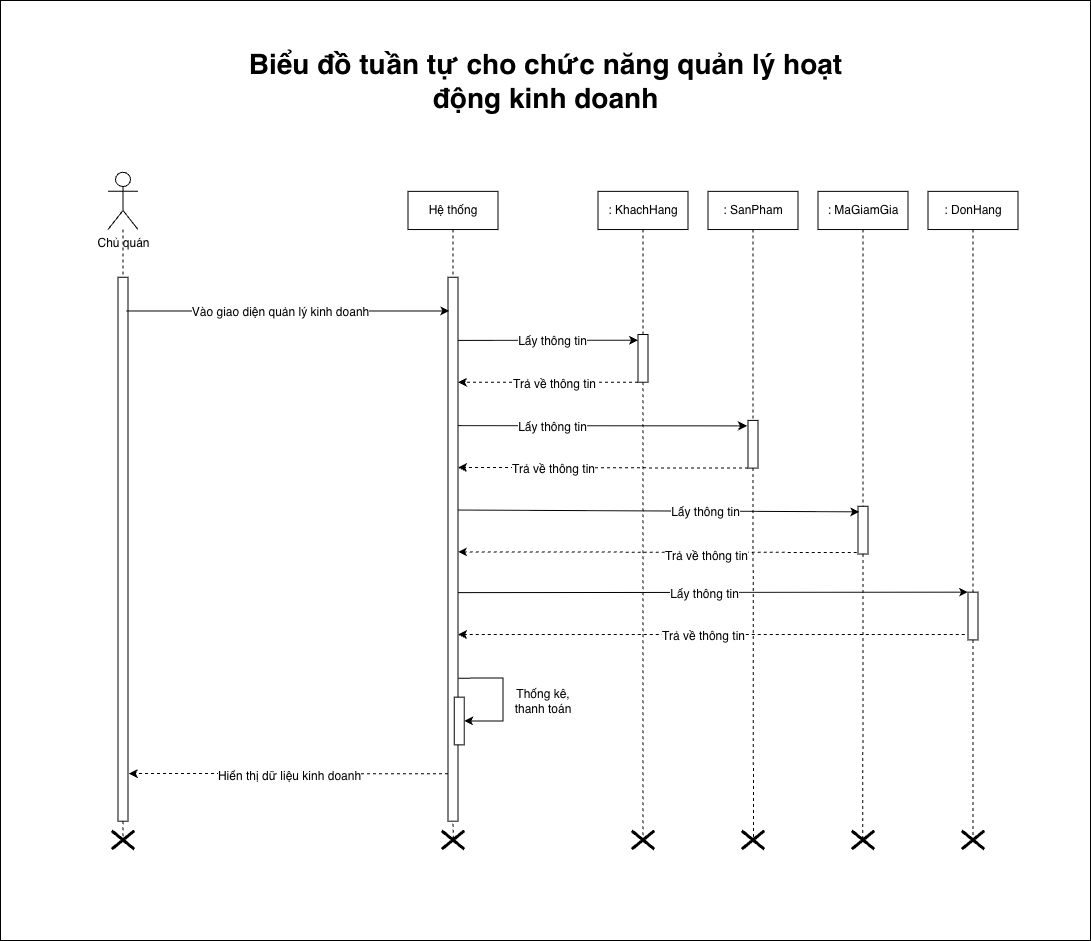 Biểu đồ tuần tự cho chức năng quản lý hoạt
động kinh doanh
Chủ quán
Hệ thống
: KhachHang
: SanPham
: MaGiamGia
: DonHang
Vào giao diện quản lý kinh doanh
Lấy thông tin
Trả về thông tin
Lấy thông tin
Trả về thông tin
Lấy thông tin
Trả về thông tin
Lấy thông tin
Trả về thông tin
Thống kê,
thanh toán
Hiển thị dữ liệu kinh doanh